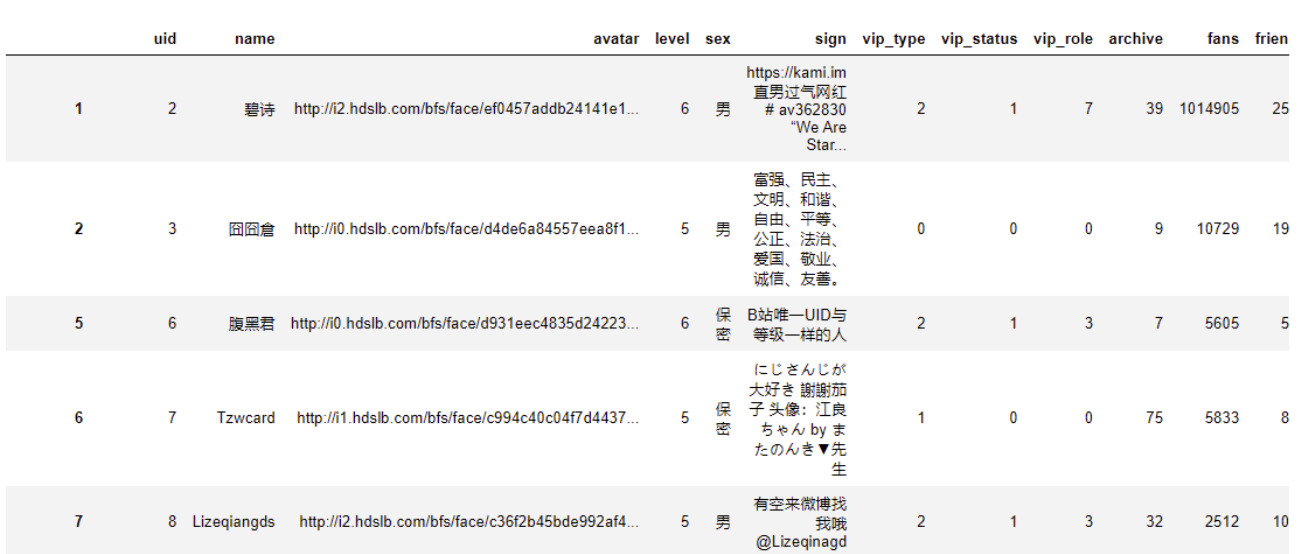 uid name avatar level sex sign vip_type vip_status vip_role archive fans frien
https://kami.im
直男过气网红
# av362830
“We Are
Star...
1 2 碧诗 http://i2.hdslb.com/bfs/face/ef0457addb24141e1... 6 男 2 1 7 39 1014905 25
富强、民主、
文明、和谐、
自由、平等、
公正、法治、
爱国、敬业、
诚信、友善。
2 3 囧囧倉 http://i0.hdslb.com/bfs/face/d4de6a84557eea8f1... 5 男 0 0 0 9 10729 19
B站唯一UID与
等级一样的人
5 6 腹黑君 http://i0.hdslb.com/bfs/face/d931eec4835d24223... 6 保密 2 1 3 7 5605 5
にじさんじが
大好き 謝謝茄
子 头像：江良
ちゃん by ま
たのんき▼先
生
6 7 Tzwcard http://i1.hdslb.com/bfs/face/c994c40c04f7d4437... 5 保密 1 0 0 75 5833 8
有空来微博找
我哦
@Lizeqinagd
7 8 Lizeqiangds http://i2.hdslb.com/bfs/face/c36f2b45bde992af4... 5 男 2 1 3 32 2512 10